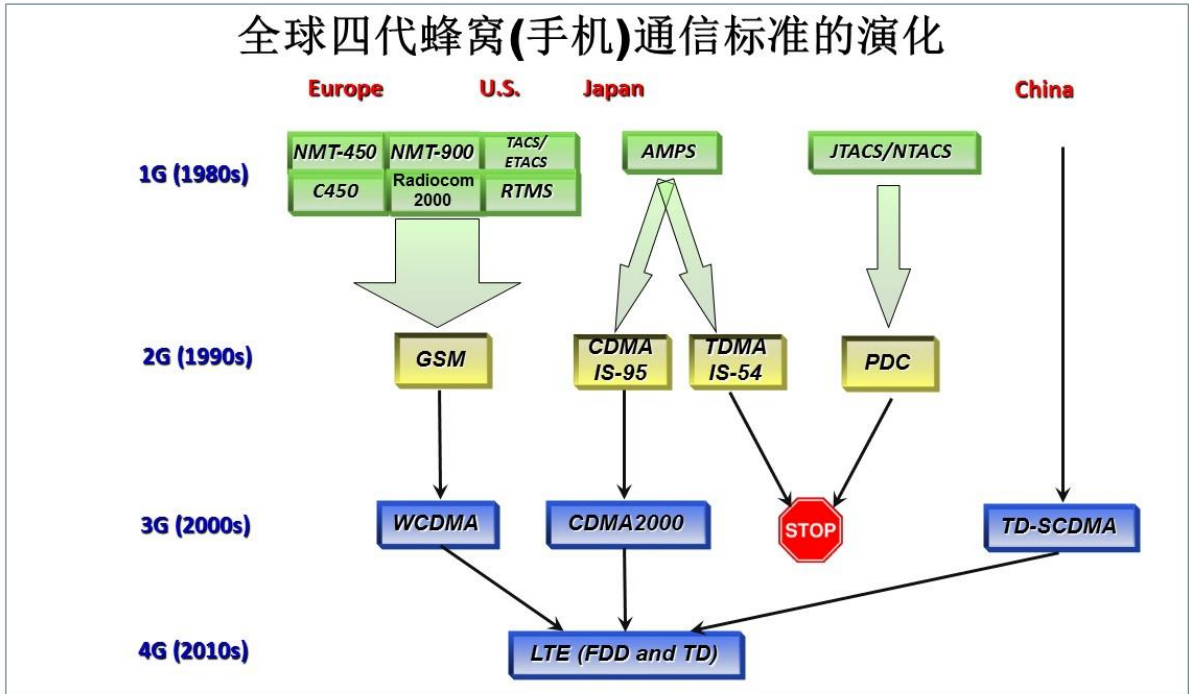 全球四代蜂窝(手机)通信标准的演化
Europe
U.S.
Japan
China
1G (1980s)
NMT-450
NMT-900
TACS/
ETACS
C450
Radiocom
2000
RTMS
AMPS
JTACS/NTACS
2G (1990s)
GSM
CDMA
IS-95
TDMA
IS-54
PDC
3G (2000s)
WCDMA
CDMA2000
STOP
TD-SCDMA
4G (2010s)
LTE (FDD and TD)